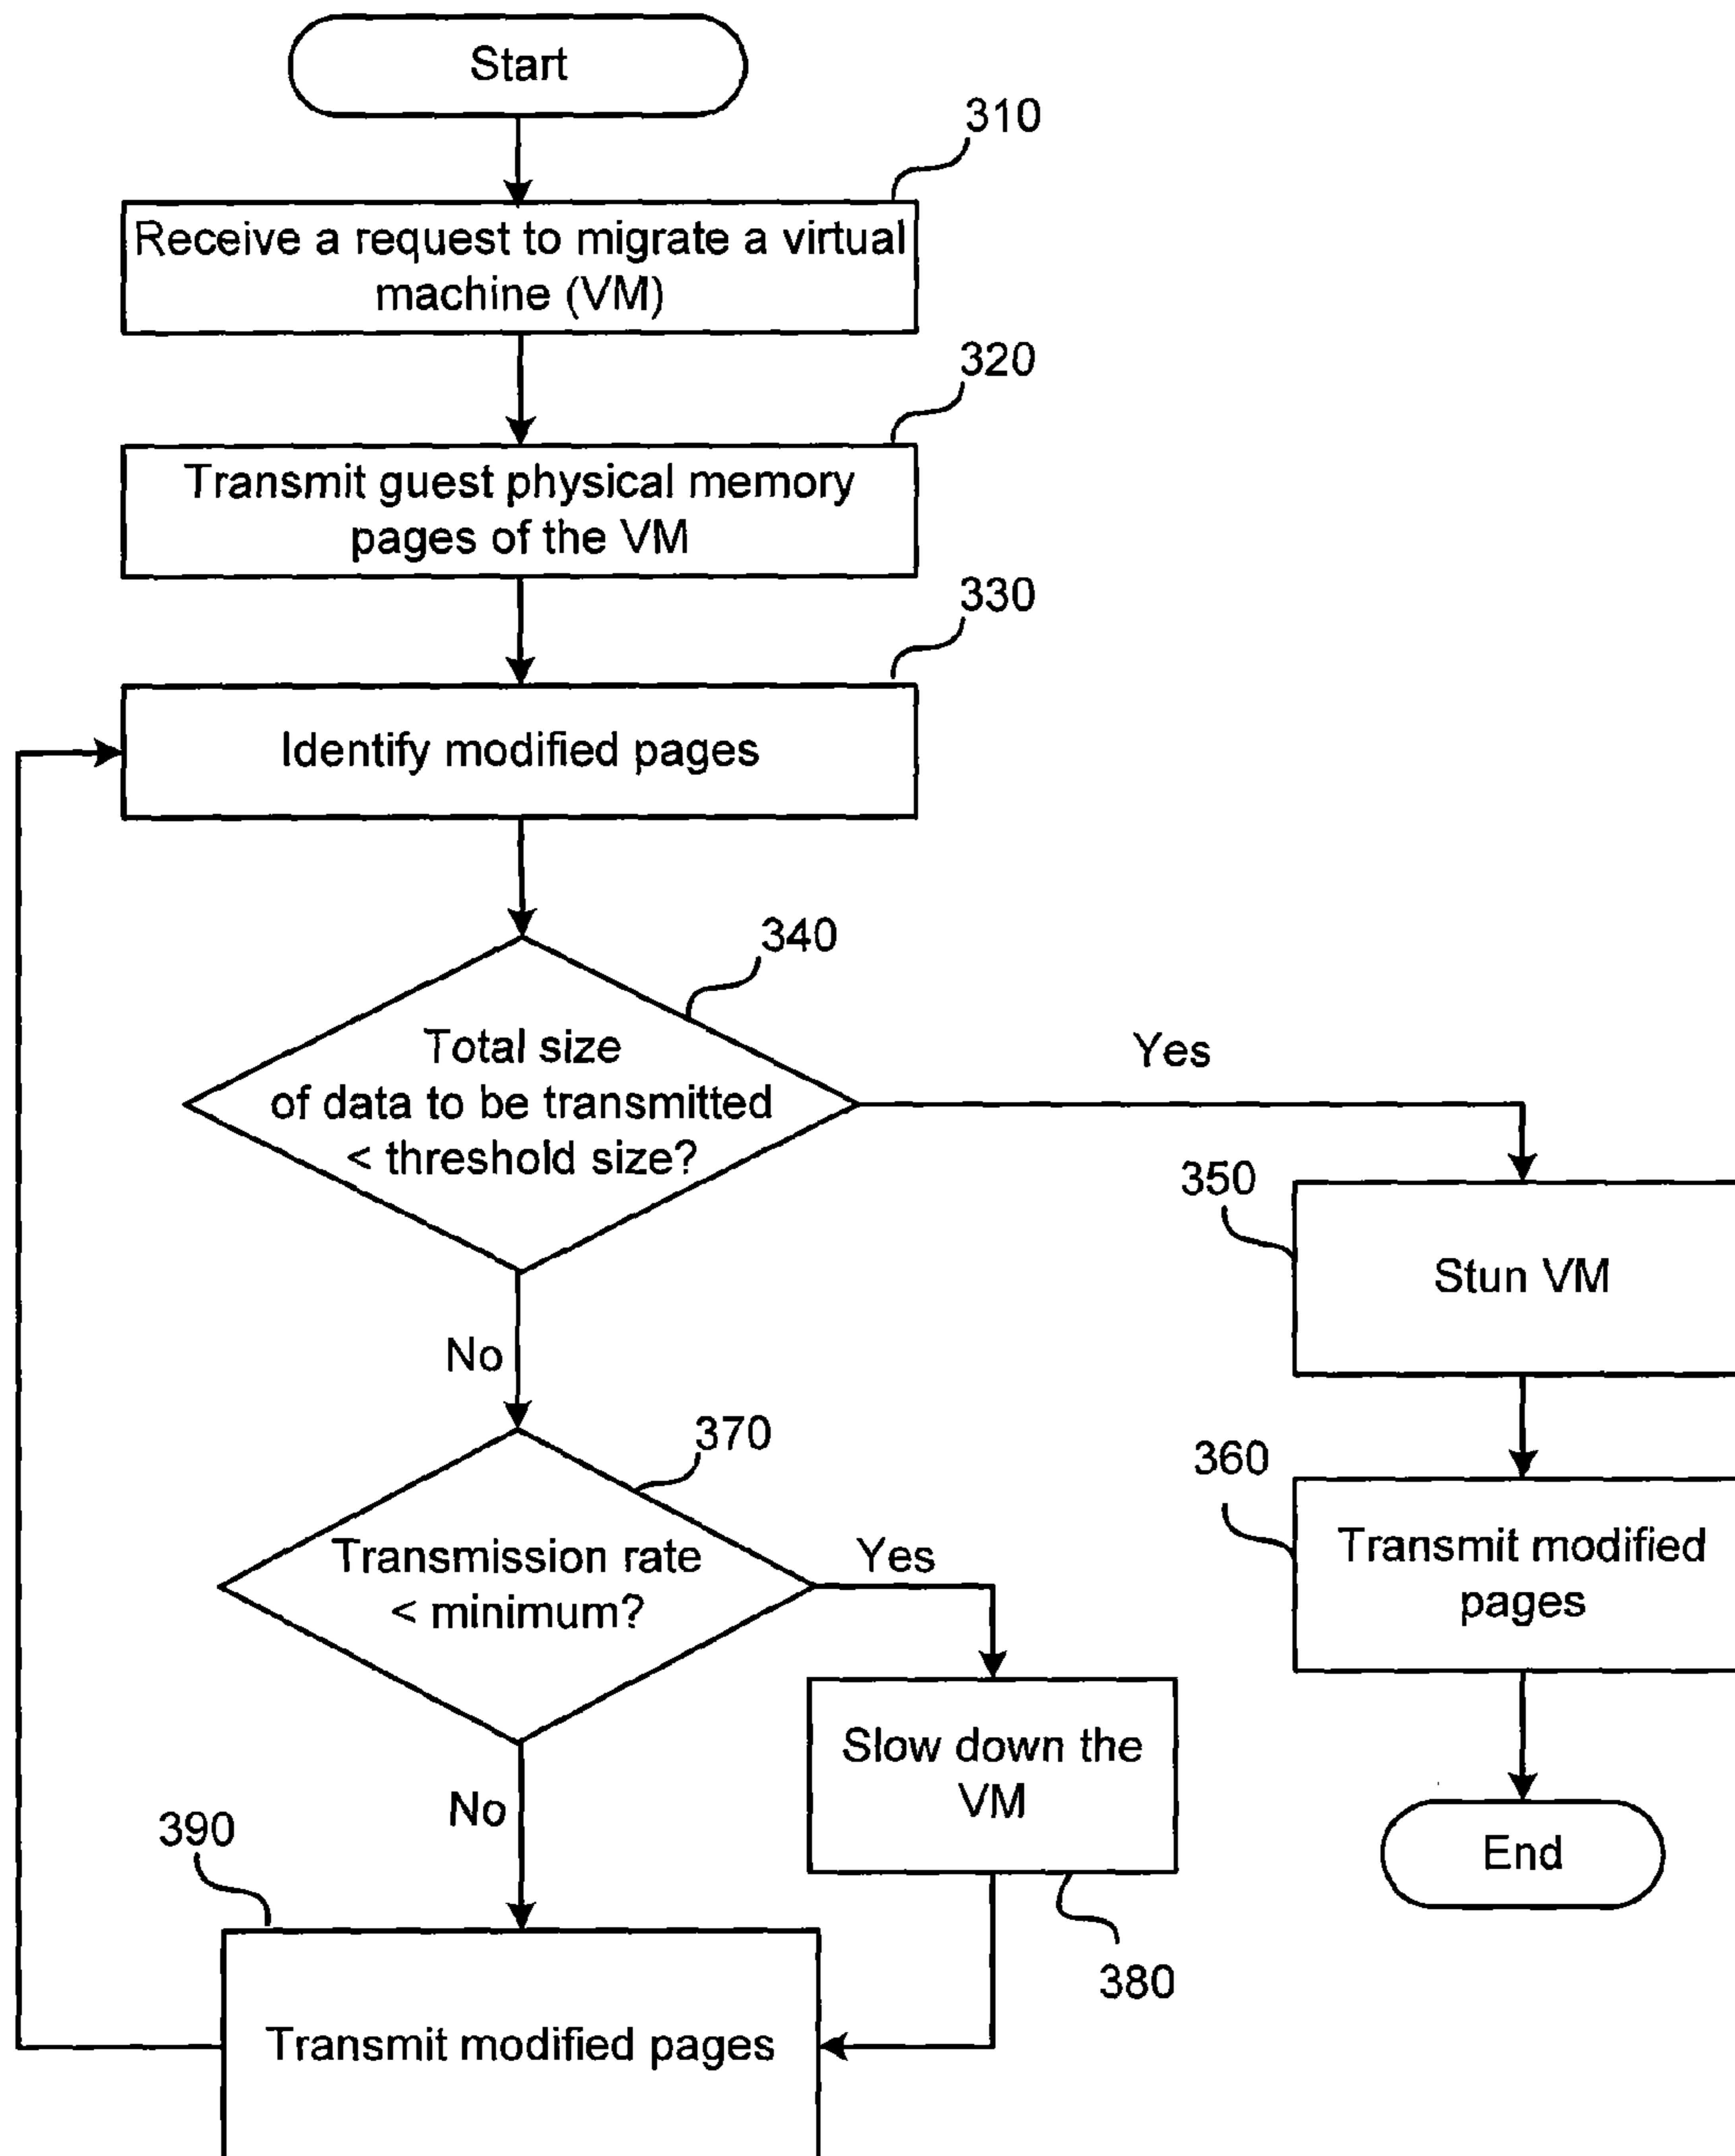 Start
310
Receive a request to migrate a virtual
machine (VM)
320
Transmit guest physical memory
pages of the VM
330
Identify modified pages
340
Total size
of data to be transmitted
< threshold size?
Yes
350
Stun VM
No
370
360
Transmission rate
< minimum?
Yes
Transmit modified
pages
Slow down the
VM
No
390
End
380
Transmit modified pages